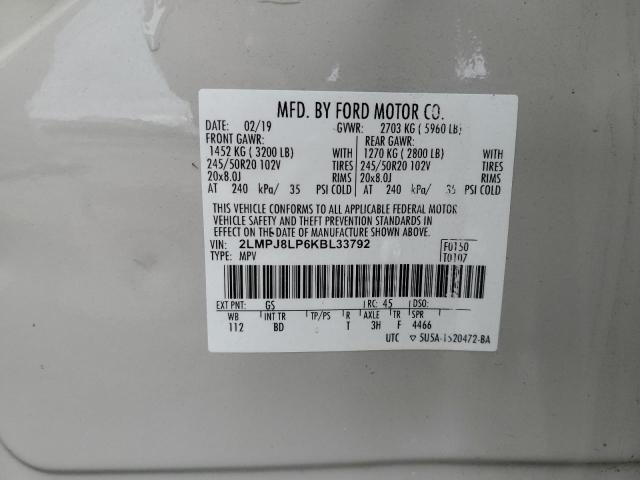 MFD. BY FORD MOTOR CO.
DATE: 02/19 GVWR: 2703 KG ( 5960 LB)
FRONT GAWR: REAR GAWR:
1452 KG ( 3200 LB) WITH 1270 KG ( 2800 LB) WITH
245/50R20 102V TIRES 245/50R20 102V TIRES
20x8.0J RIMS 20x8.0J RIMS
AT 240 kPa/ 35 PSI COLD AT 240 kPa/ 35 PSI COLD
THIS VEHICLE CONFORMS TO ALL APPLICABLE FEDERAL MOTOR
VEHICLE SAFETY AND THEFT PREVENTION STANDARDS IN
EFFECT ON THE DATE OF MANUFACTURE SHOWN ABOVE.
VIN: 2LMPJ8LP6KBL33792 F0150
TYPE: MPV T0107
EXT PNT: GS RC: 45 DSO:
WB INT TR TP/PS R AXLE TR SPR
112 BD T 3H F 4466
UTC ▽ 5U5A-1520472-BA